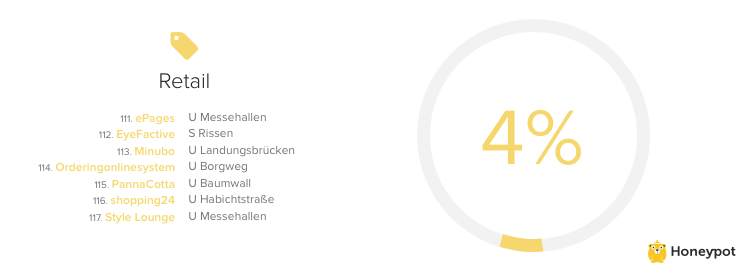 Retail
111. ePages U Messehallen
112. EyeFactive S Rissen
113. Minubo U Landungsbrücken
114. Orderingonlinesystem U Borgweg
115. PannaCotta U Baumwall
116. shopping24 U Habichtstraße
117. Style Lounge U Messehallen
4%
Honeypot